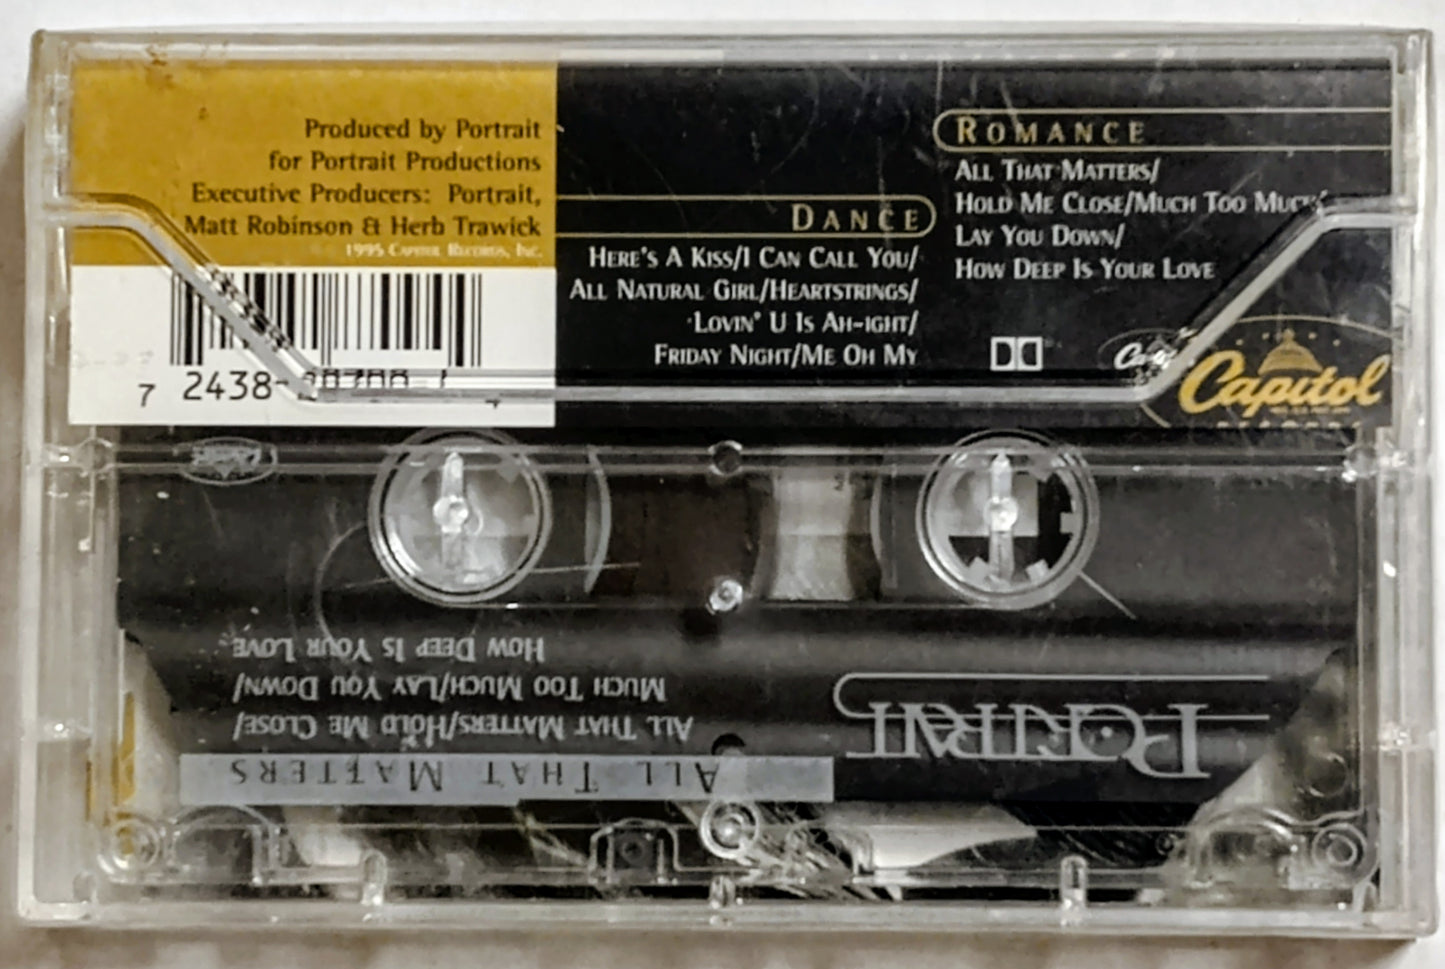 Produced by Portrait
for Portrait Productions
Executive Producers: Portrait,
Matt Robinson & Herb Trawick
1995 Capitol Records, Inc.
7 2438-
DANCE
HERE'S A KISS/I CAN CALL YOU/
ALL NATURAL GIRL/HEARTSTRINGS/
LOVIN' U IS AH-IGHT/
FRIDAY NIGHT/ME OH MY
ROMANCE
ALL THAT MATTERS/
HOLD ME CLOSE/MUCH TOO MUCH/
LAY YOU DOWN/
HOW DEEP IS YOUR LOVE
Capitol
PORTRAIT
ALL THAT MATTERS
ALL THAT MATTERS/HOLD ME CLOSE/
MUCH TOO MUCH/LAY YOU DOWN/
HOW DEEP IS YOUR LOVE